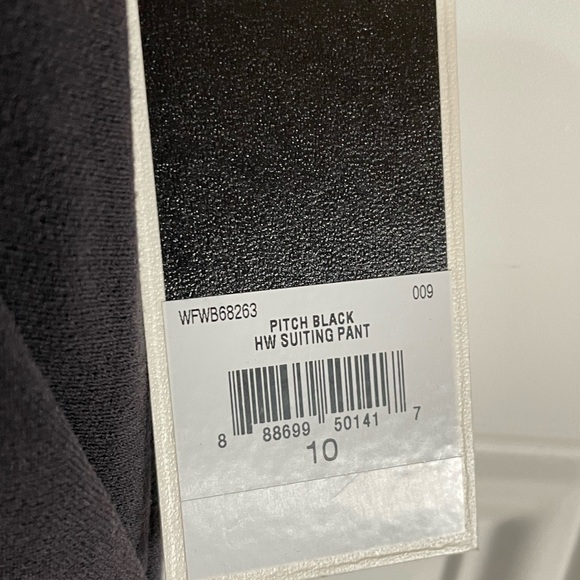 WFWB68263 009
PITCH BLACK
HW SUITING PANT
8 88699 50141 7
10